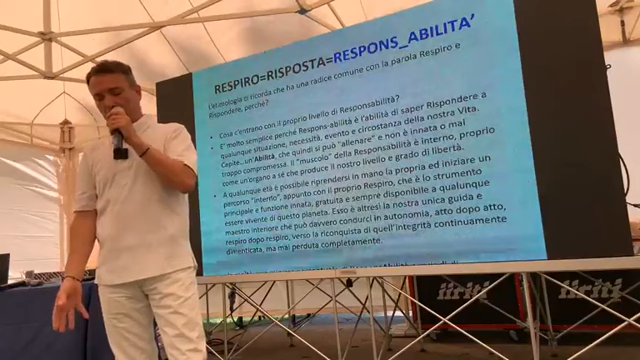 RESPIRO=RISPOSTA=RESPONS_ABILITA'
L'etimologia ci ricorda che ha una radice comune con la parola Respiro e
Rispondere, perché?
• Cosa c'entrano con il proprio livello di Responsabilità?
• E' molto semplice perché Respons-Abilità è l'abilità di saper RISPONDERE a
qualunque situazione, necessità, evento e circostanza della nostra Vita.
un'Abilità, che quindi si può "allenare" e non è innata o mal
troppo compresa, il "muscolo" della Responsabilità è interno, proprio
come un'organo a sé che produce il nostro livello e grado di libertà.
• A qualunque età è possibile riprendersi in mano la propria ed iniziare un
percorso "intento", appunto con il proprio Respiro, che è lo strumento
principale e funzione innata, gratuita e sempre disponibile a qualunque
essere vivente di questo pianeta. Esso è altresì la nostra unica guida e
maestro interiore che può davvero condurci in autonomia, atto dopo atto,
respiro dopo respiro, verso la riconquista di quell'integrità continuamente
dimenticata, ma mai perduta completamente.